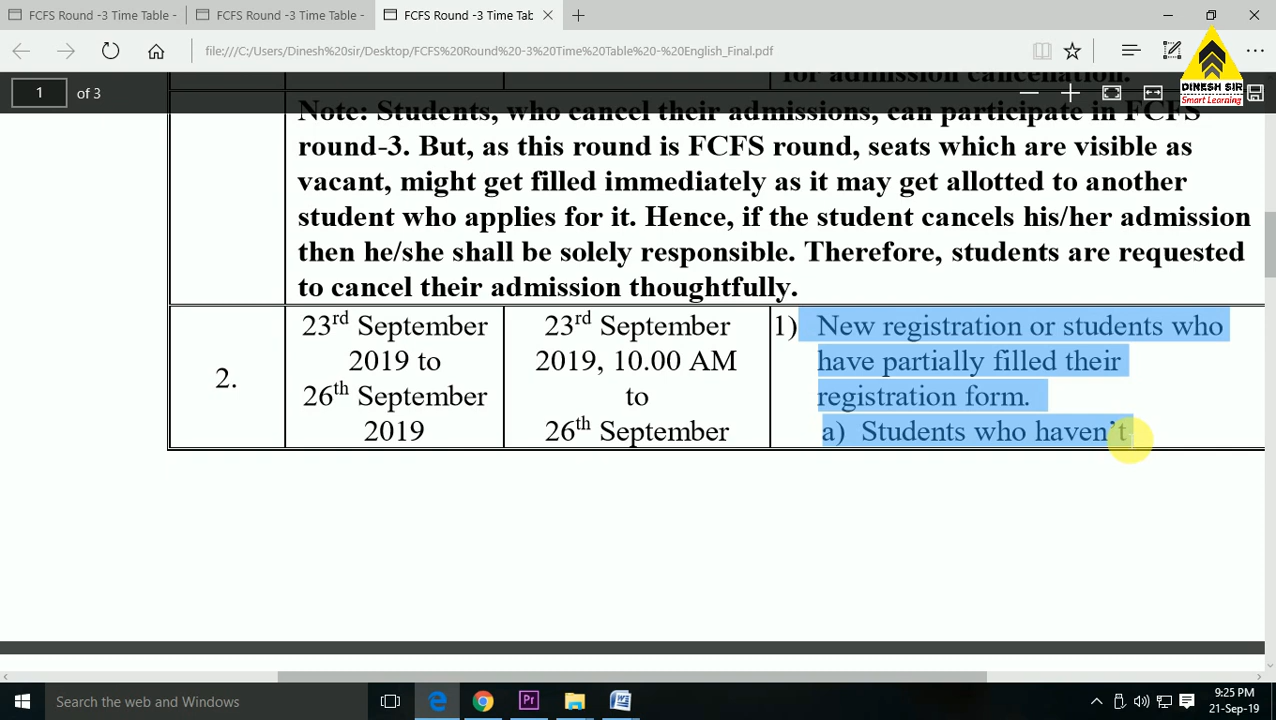 FCFS Round -3 Time Table -
FCFS Round -3 Time Table -
FCFS Round -3 Time Tab
file:///C:/Users/Dinesh%20sir/Desktop/FCFS%20Round%20-3%20Time%20Table%20-%20English_Final.pdf
DINESH SIR
Smart Learning
1 of 3
for admission cancellation.
Note: Students, who cancel their admissions, can participate in FCFS
round-3. But, as this round is FCFS round, seats which are visible as
vacant, might get filled immediately as it may get allotted to another
student who applies for it. Hence, if the student cancels his/her admission
then he/she shall be solely responsible. Therefore, students are requested
to cancel their admission thoughtfully.
2.
23rd September
2019 to
26th September
2019
23rd September
2019, 10.00 AM
to
26th September
1) New registration or students who
have partially filled their
registration form.
a) Students who haven’t
Search the web and Windows
Pr
9:25 PM
21-Sep-19